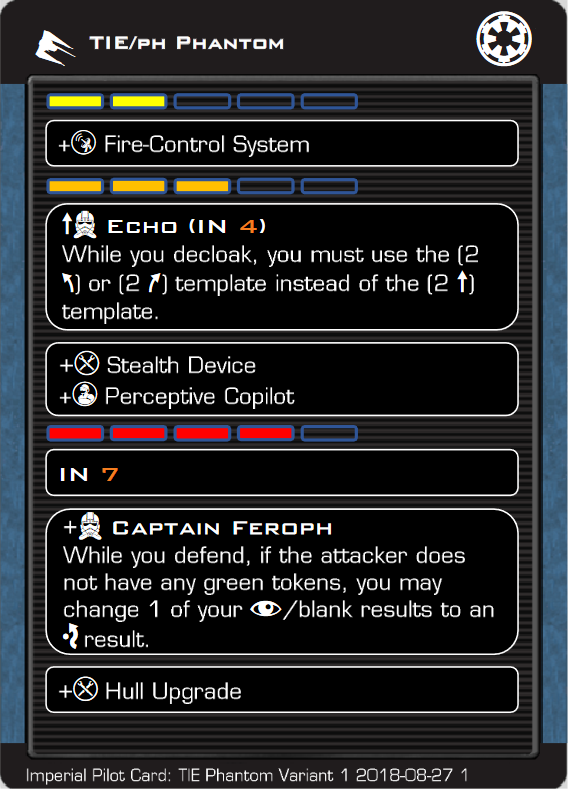 TIE/ph Phantom
+ Fire-Control System
Echo (IN 4)
While you decloak, you must use the (2
) or (2 ) template instead of the (2 )
template.
+ Stealth Device
+ Perceptive Copilot
IN 7
+ Captain Feroph
While you defend, if the attacker does
not have any green tokens, you may
change 1 of your /blank results to an
result.
+ Hull Upgrade
Imperial Pilot Card: TIE Phantom Variant 1 2018-08-27 1